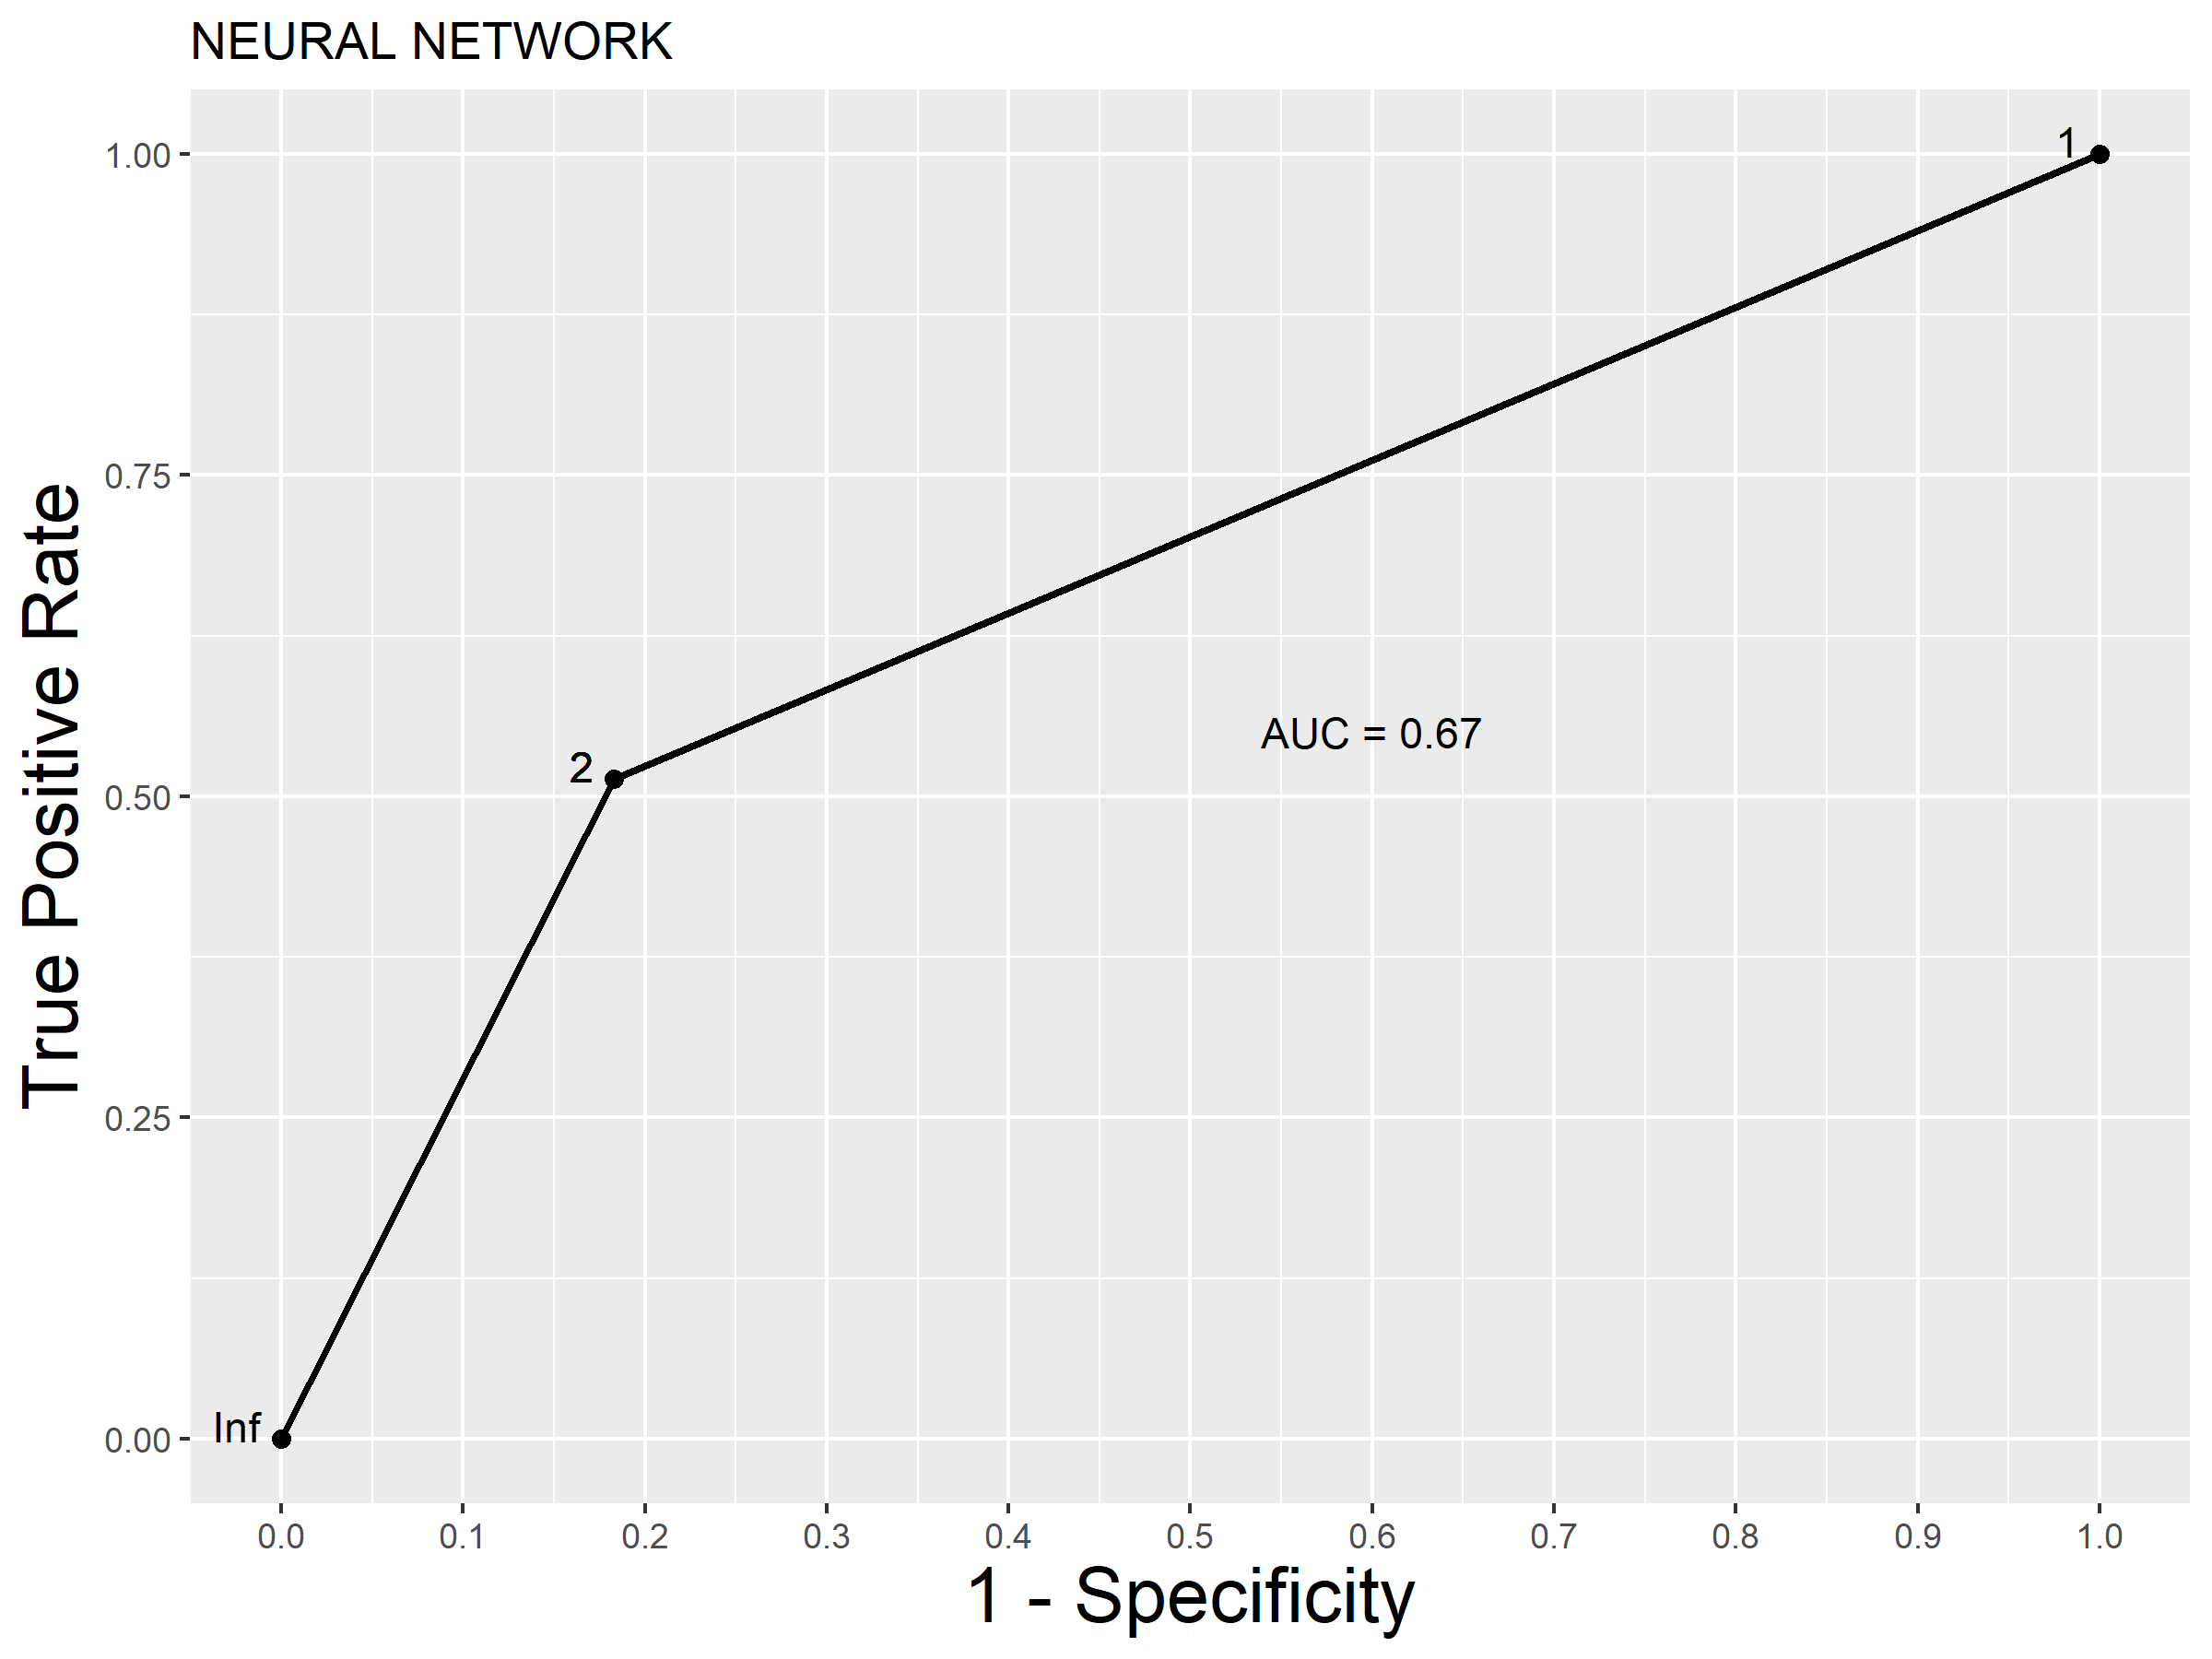 NEURAL NETWORK
True Positive Rate
1.00
0.75
0.50
0.25
0.00
1
2
AUC = 0.67
Inf
0.0 0.1 0.2 0.3 0.4 0.5 0.6 0.7 0.8 0.9 1.0
1 - Specificity